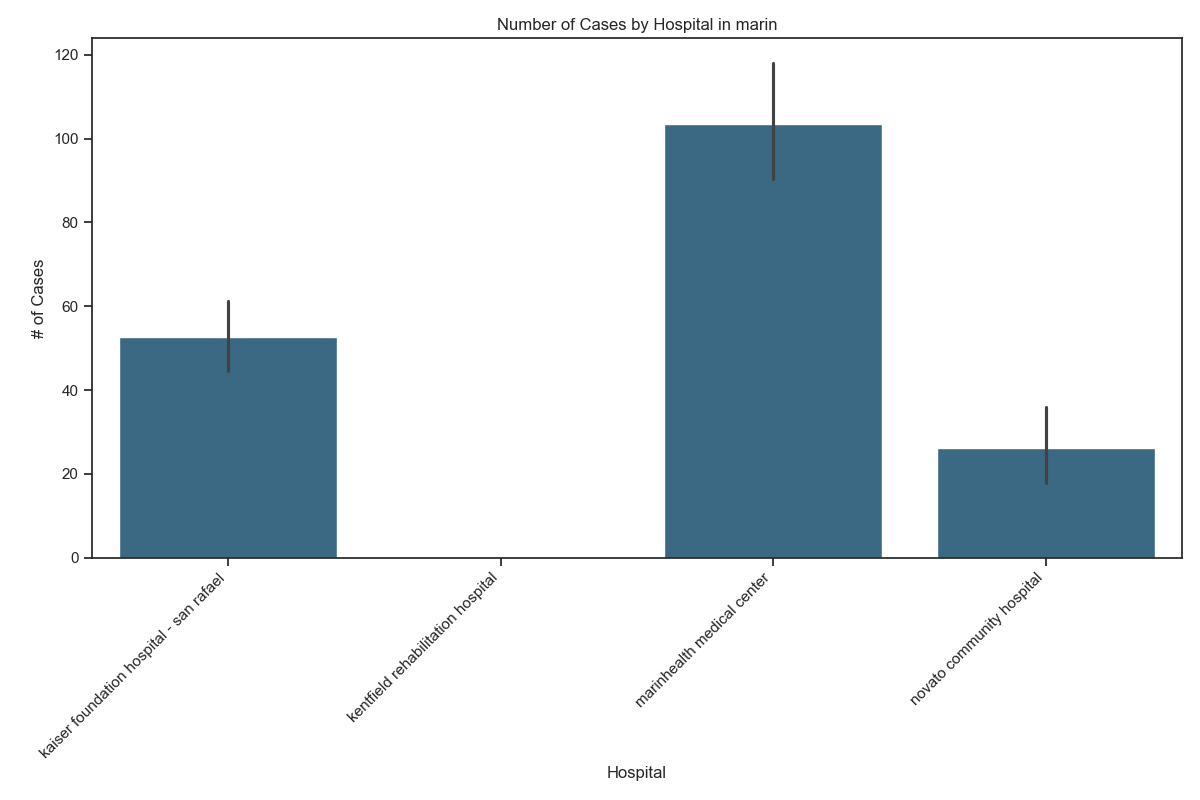 Number of Cases by Hospital in marin
# of Cases
120
100
80
60
40
20
0
kaiser foundation hospital - san rafael
kentfield rehabilitation hospital
marinhealth medical center
novato community hospital
Hospital